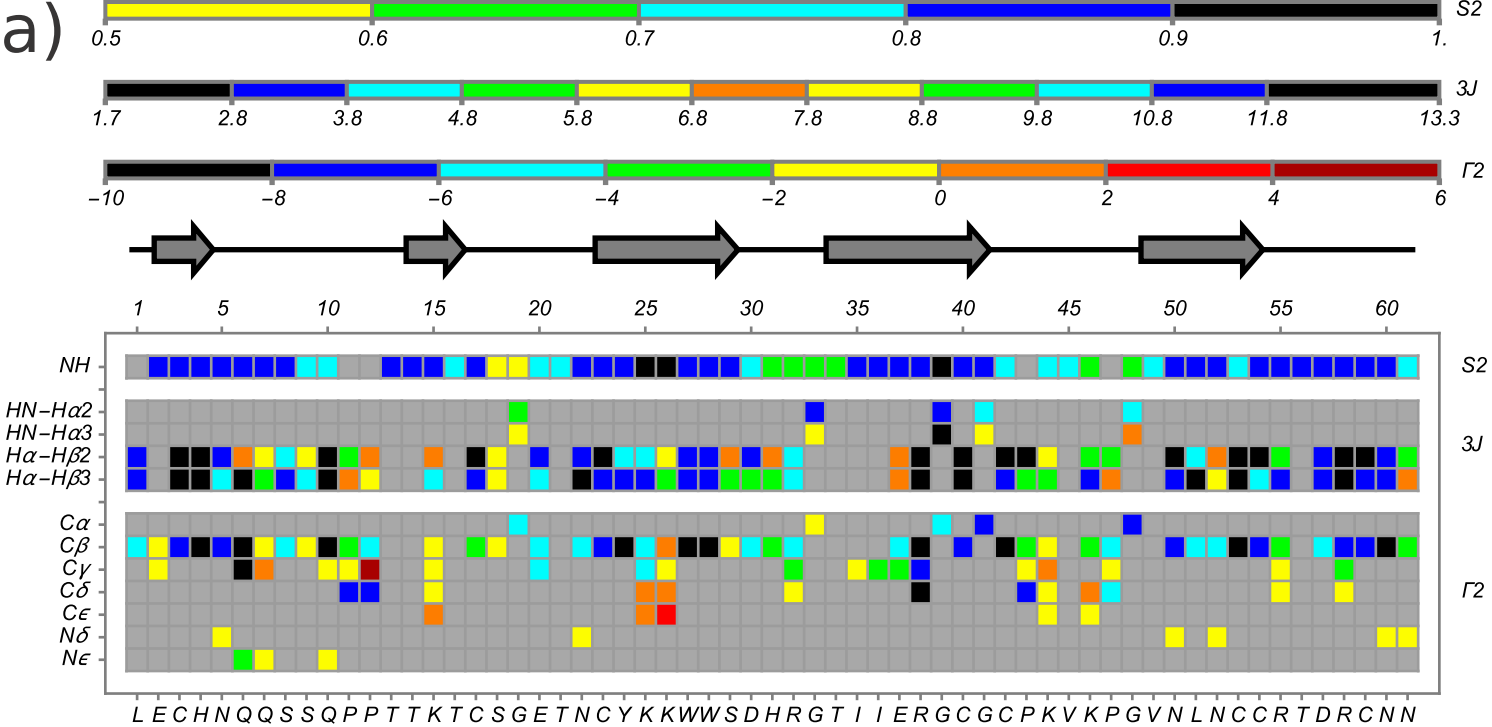 a)
S2
0.5 0.6 0.7 0.8 0.9 1.
3J
1.7 2.8 3.8 4.8 5.8 6.8 7.8 8.8 9.8 10.8 11.8 13.3
Γ2
−10 −8 −6 −4 −2 0 2 4 6
1 5 10 15 20 25 30 35 40 45 50 55 60
NH S2
HN−Hα2
HN−Hα3
3J
Hα−Hβ2
Hα−Hβ3
Cα
Cβ
Cγ
Cδ Γ2
Cϵ
Nδ
Nϵ
L E C H N Q Q S S Q P P T T K T C S G E T N C Y K K W W S D H R G T I I E R G C G C P K V K P G V N L N C C R T D R C N N